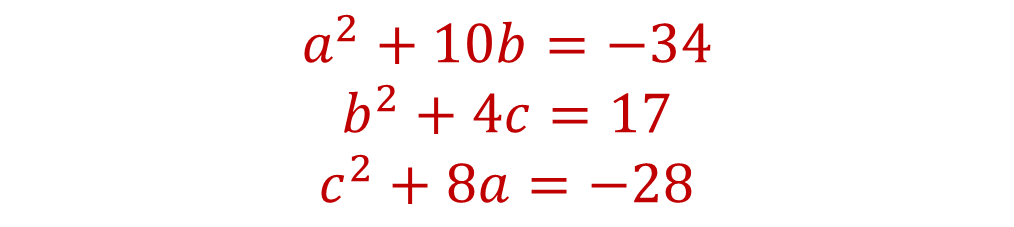 a² + 10b = −34
b² + 4c = 17
c² + 8a = −28